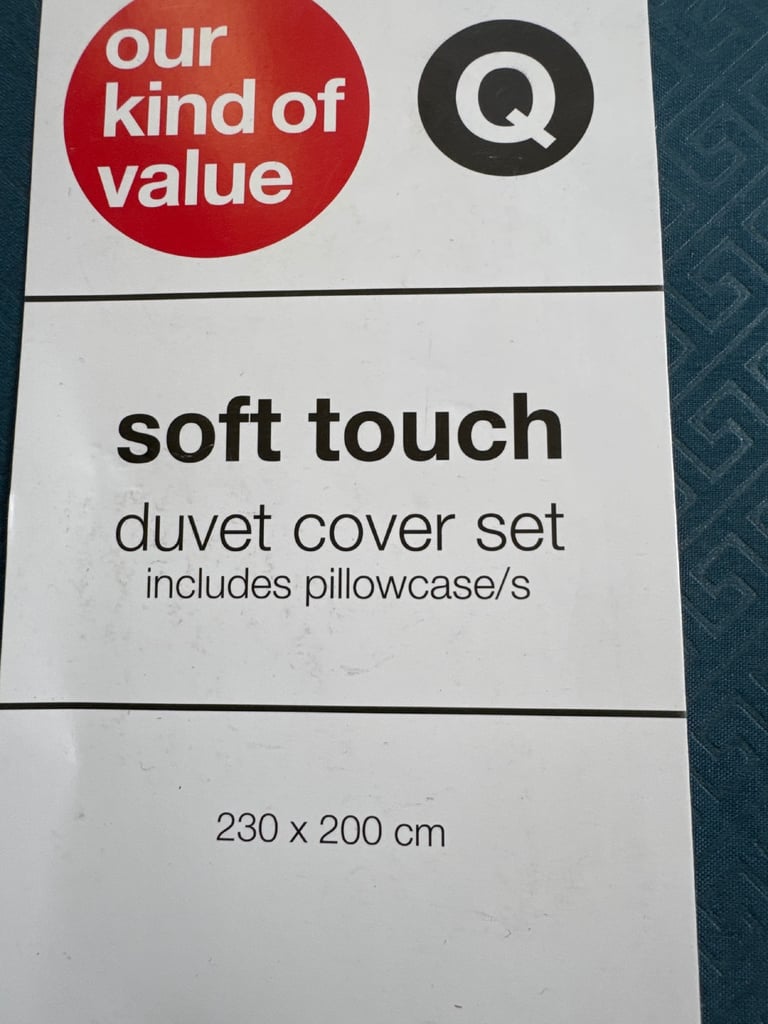 our
kind of
value
Q
soft touch
duvet cover set
includes pillowcase/s
230 x 200 cm